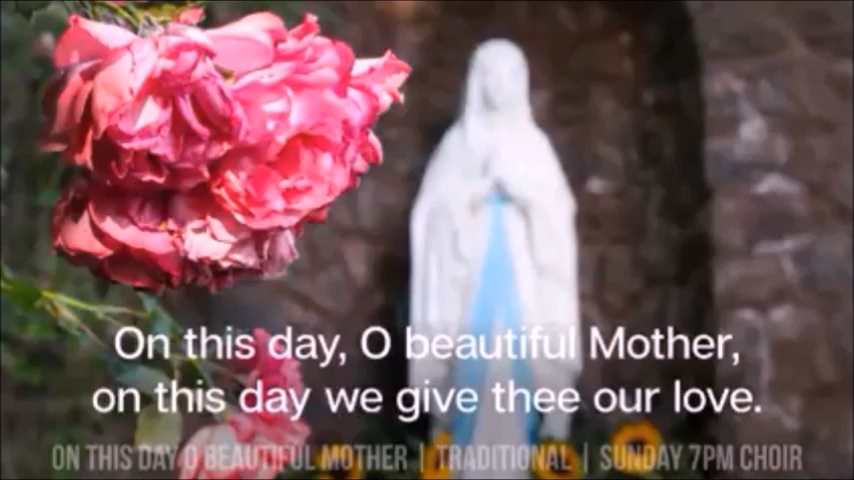 On this day, O beautiful Mother,
on this day we give thee our love.
ON THIS DAY O BEAUTIFUL MOTHER | TRADITIONAL | SUNDAY 7PM CHOIR